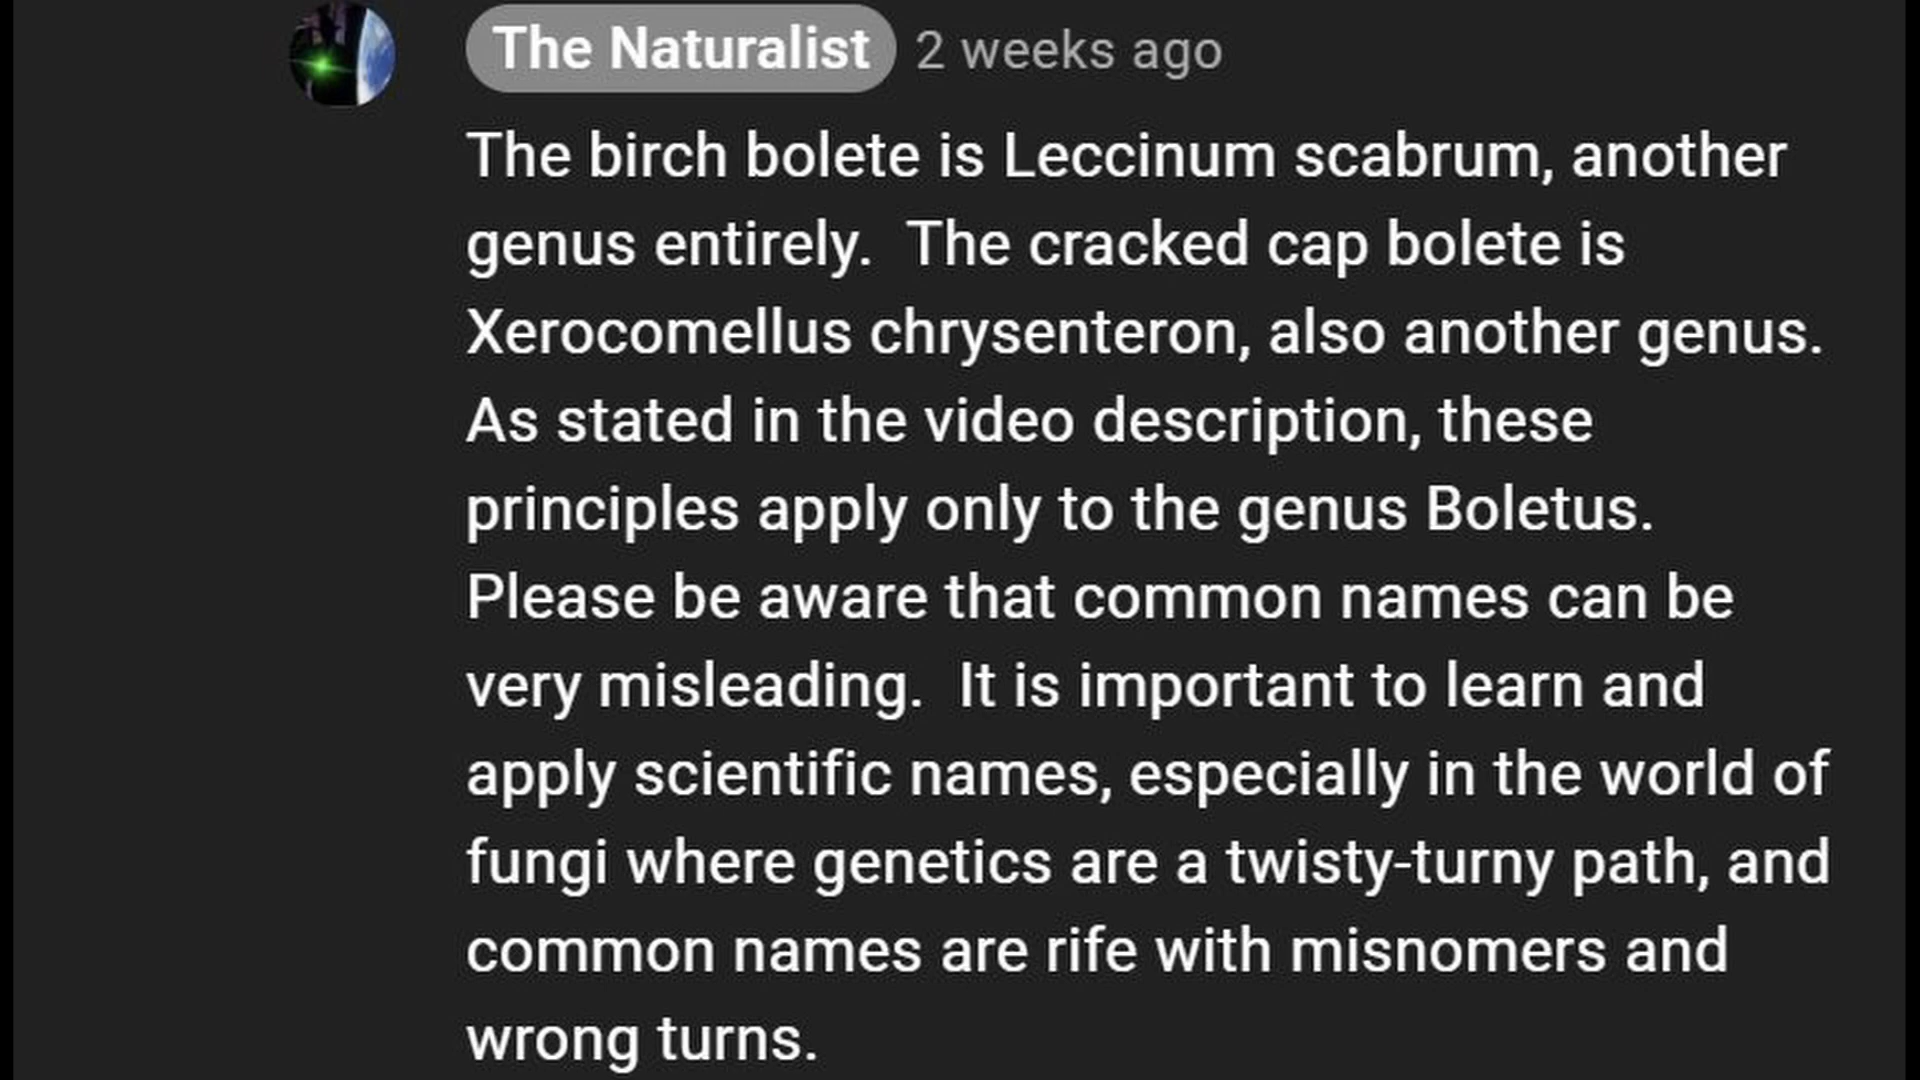 The Naturalist 2 weeks ago
The birch bolete is Leccinum scabrum, another
genus entirely.  The cracked cap bolete is
Xerocomellus chrysenteron, also another genus.
As stated in the video description, these
principles apply only to the genus Boletus.
Please be aware that common names can be
very misleading.  It is important to learn and
apply scientific names, especially in the world of
fungi where genetics are a twisty-turny path, and
common names are rife with misnomers and
wrong turns.